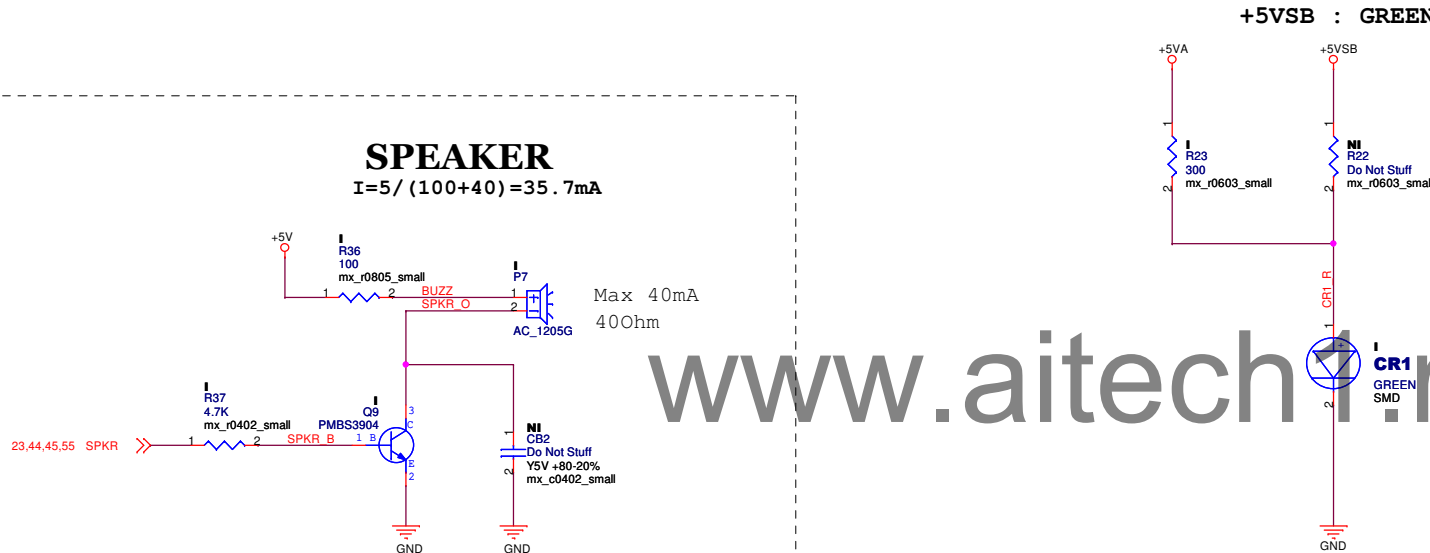 +5VSB : GREEN
+5VA
+5VSB
SPEAKER
I=5/(100+40)=35.7mA
1
I
R23
300
mx_r0603_small
2
1
NI
R22
Do Not Stuff
mx_r0603_smal
2
+5V
I
R36
100
mx_r0805_small
1
2
BUZZ
SPKR_O
I
P7
1
2
+
AC_1205G
Max 40mA
40Ohm
CR1_R
1
+
I
CR1
GREEN
SMD
2
www.aitech1.r
I
R37
4.7K
mx_r0402_small
23,44,45,55 SPKR
1
2
SPKR_B
I
Q9
PMBS3904
1 B
3
C
E
2
1
NI
CB2
Do Not Stuff
Y5V +80-20%
mx_c0402_small
2
GND
GND
GND